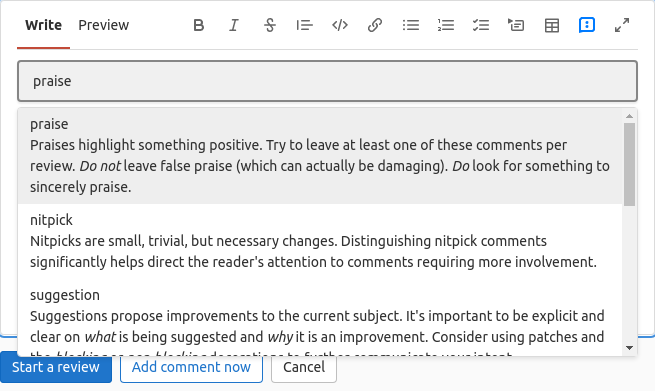 Write Preview
praise
praise
Praises highlight something positive. Try to leave at least one of these comments per
review. Do not leave false praise (which can actually be damaging). Do look for something to
sincerely praise.
nitpick
Nitpicks are small, trivial, but necessary changes. Distinguishing nitpick comments
significantly helps direct the reader's attention to comments requiring more involvement.
suggestion
Suggestions propose improvements to the current subject. It's important to be explicit and
clear on what is being suggested and why it is an improvement. Consider using patches and
Start a review Add comment now Cancel